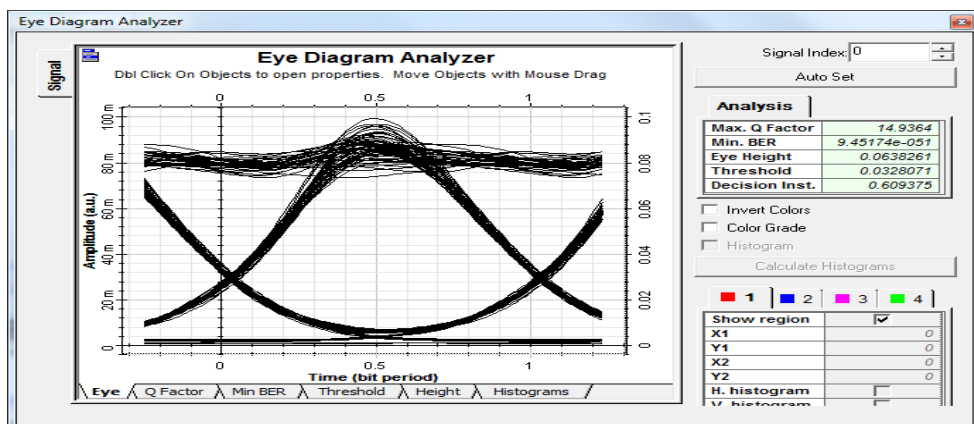 Eye Diagram Analyzer
Signal
Eye Diagram Analyzer
Dbl Click On Objects to open properties. Move Objects with Mouse Drag
0 0.5 1
Amplitude (a.u.)
100 m
80 m
60 m
40 m
20 m
0
0.1
0.08
0.06
0.04
0.02
0
0 0.5 1
Time (bit period)
Eye Q Factor Min BER Threshold Height Histograms
Signal Index: 0
Auto Set
Analysis
Max. Q Factor 14.9364
Min. BER 9.45174e-051
Eye Height 0.0638261
Threshold 0.0328071
Decision Inst. 0.609375
Invert Colors
Color Grade
Histogram
Calculate Histograms
1 2 3 4
Show region
X1 0
Y1 0
X2 0
Y2 0
H. histogram
V. histogram